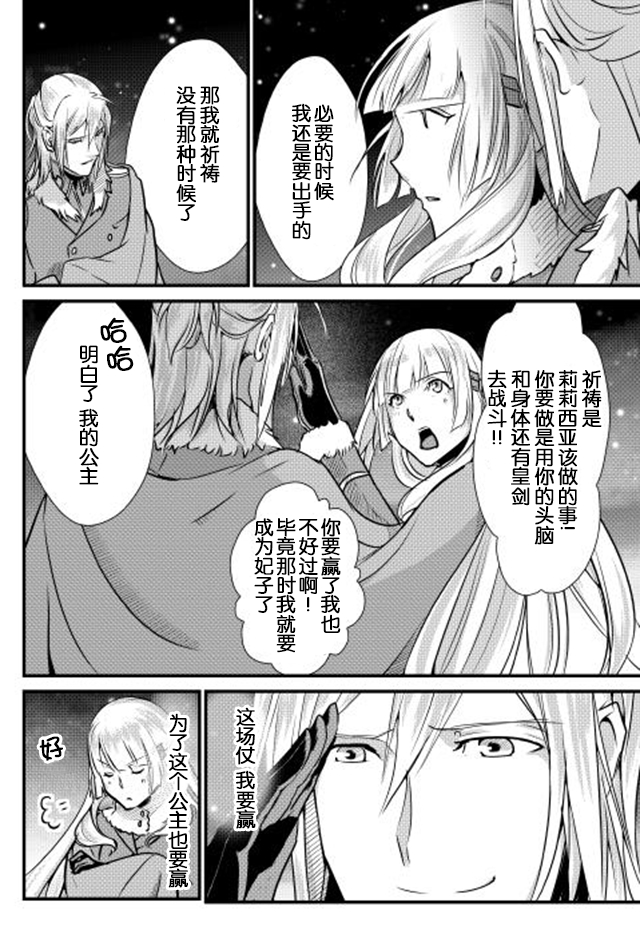 必要的时候
我还是要出手的
那我就祈祷
没有那种时候了
祈祷是
莉莉西亚该做的事!
你要做是用你的头脑
和身体还有皇剑
去战斗!!
哈哈
明白了 我的公主
你要赢了我也
不好过啊!
毕竟那时我就要
成为妃子了
这场仗 我要赢
为了这个公主也要赢
好